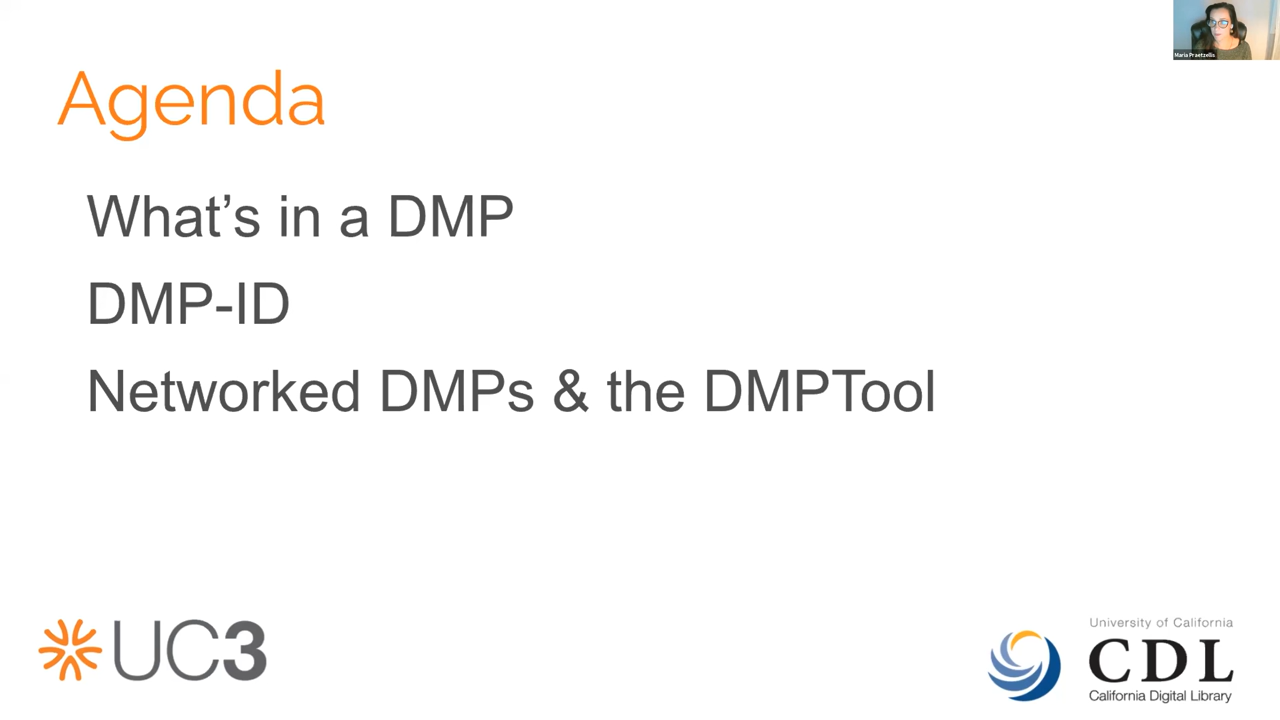 Maria Praetzellis
Agenda
What's in a DMP
DMP-ID
Networked DMPs & the DMPTool
UC3
University of California
CDL
California Digital Library